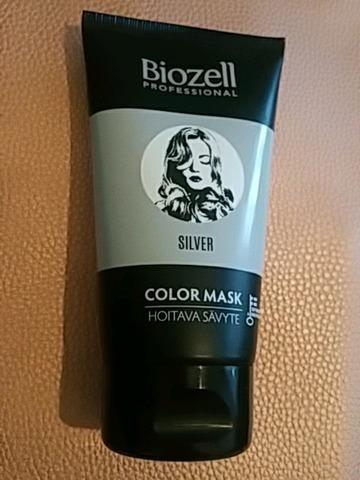 Biozell
PROFESSIONAL
SILVER
COLOR MASK
HOITAVA SÄVYTE